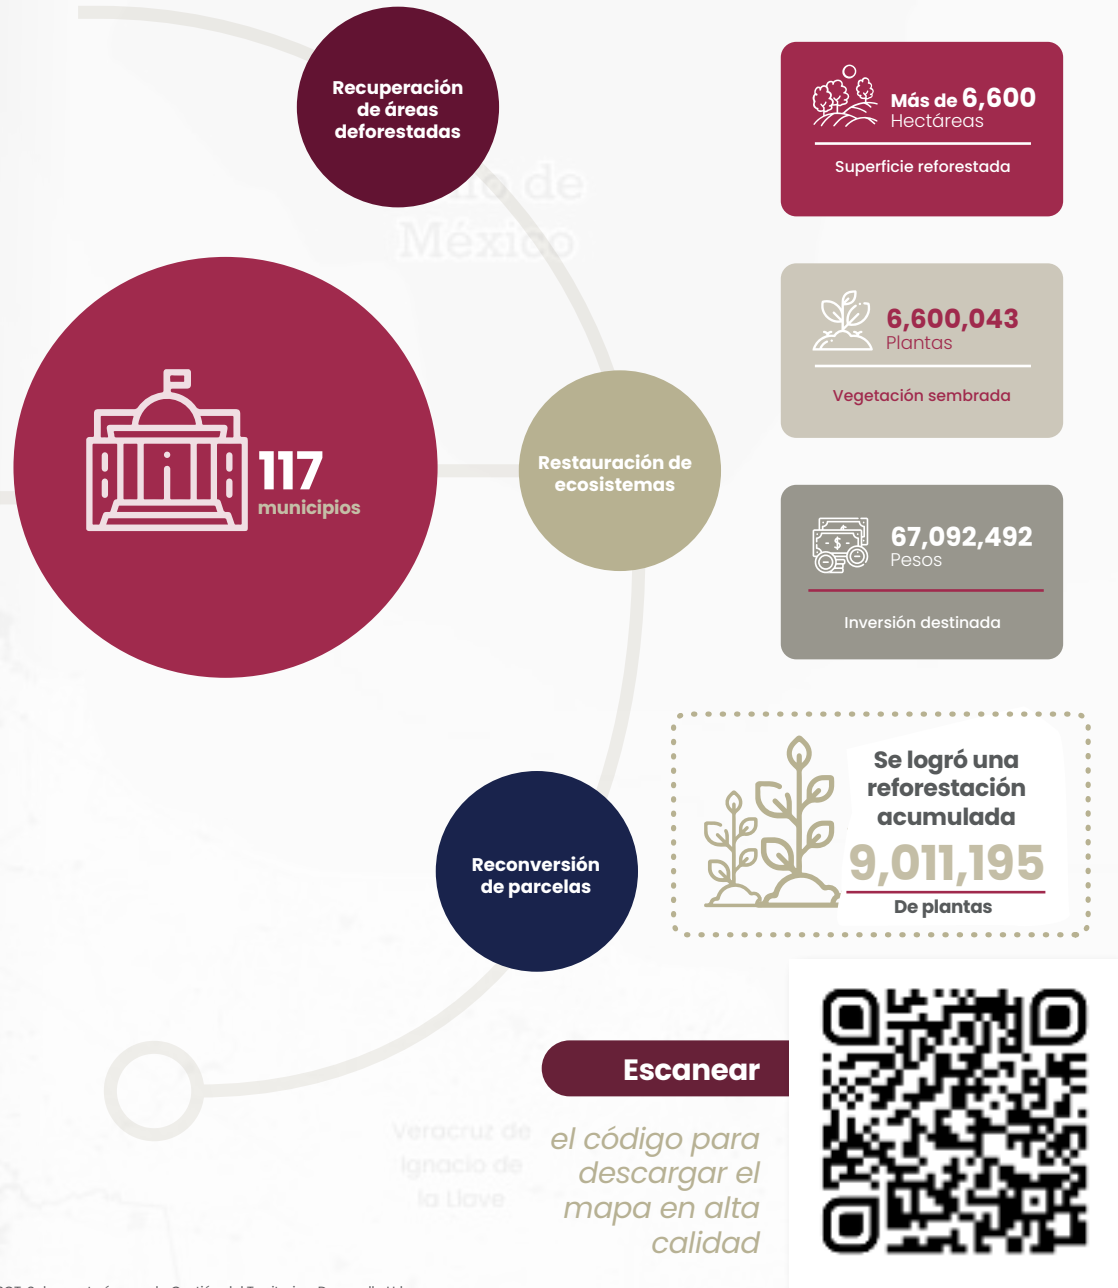 Recuperación
de áreas
deforestadas
de
México
117
municipios
Restauración de
ecosistemas
Reconversión
de parcelas
Más de 6,600
Hectáreas
Superficie reforestada
6,600,043
Plantas
Vegetación sembrada
67,092,492
Pesos
Inversión destinada
Se logró una
reforestación
acumulada
9,011,195
De plantas
Escanear
el código para
descargar el
mapa en alta
calidad
Veracruz de
Ignacio de
la Llave